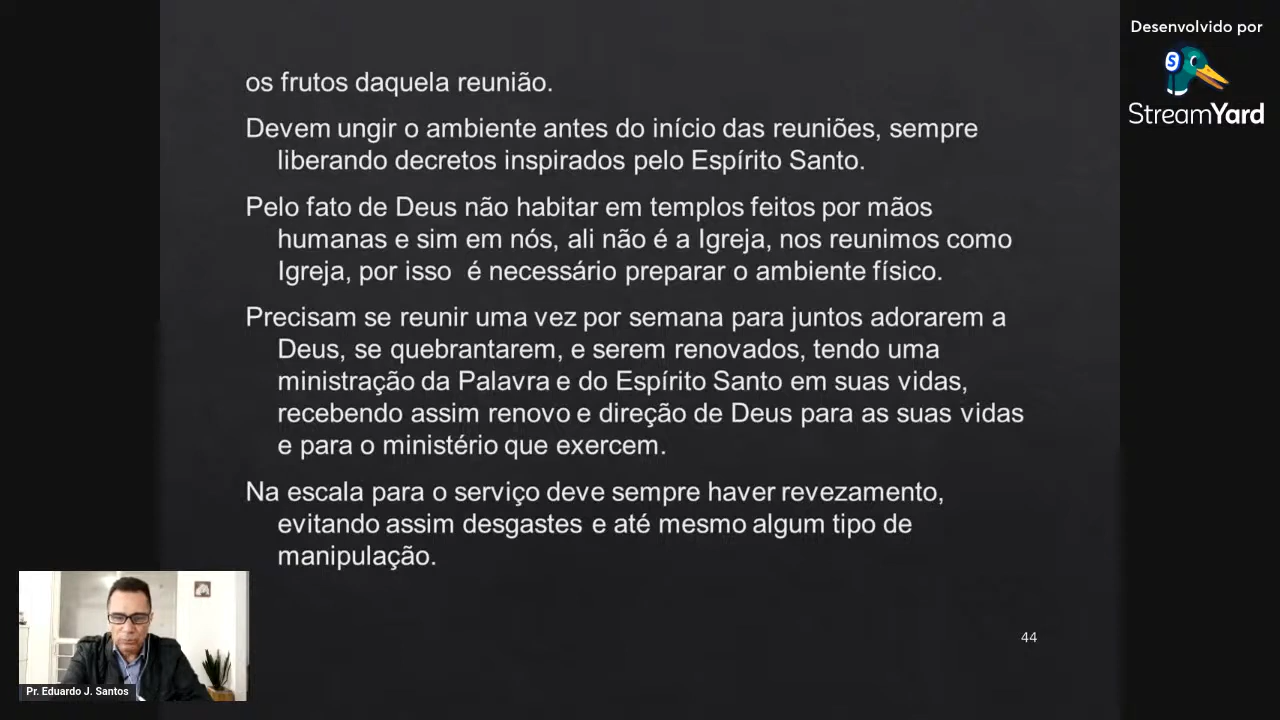 os frutos daquela reunião.
Devem ungir o ambiente antes do início das reuniões, sempre
liberando decretos inspirados pelo Espírito Santo.
Pelo fato de Deus não habitar em templos feitos por mãos
humanas e sim em nós, ali não é a Igreja, nos reunimos como
Igreja, por isso  é necessário preparar o ambiente físico.
Precisam se reunir uma vez por semana para juntos adorarem a
Deus, se quebrantarem, e serem renovados, tendo uma
ministração da Palavra e do Espírito Santo em suas vidas,
recebendo assim renovo e direção de Deus para as suas vidas
e para o ministério que exercem.
Na escala para o serviço deve sempre haver revezamento,
evitando assim desgastes e até mesmo algum tipo de
manipulação.
44
Pr. Eduardo J. Santos
Desenvolvido por
S
StreamYard